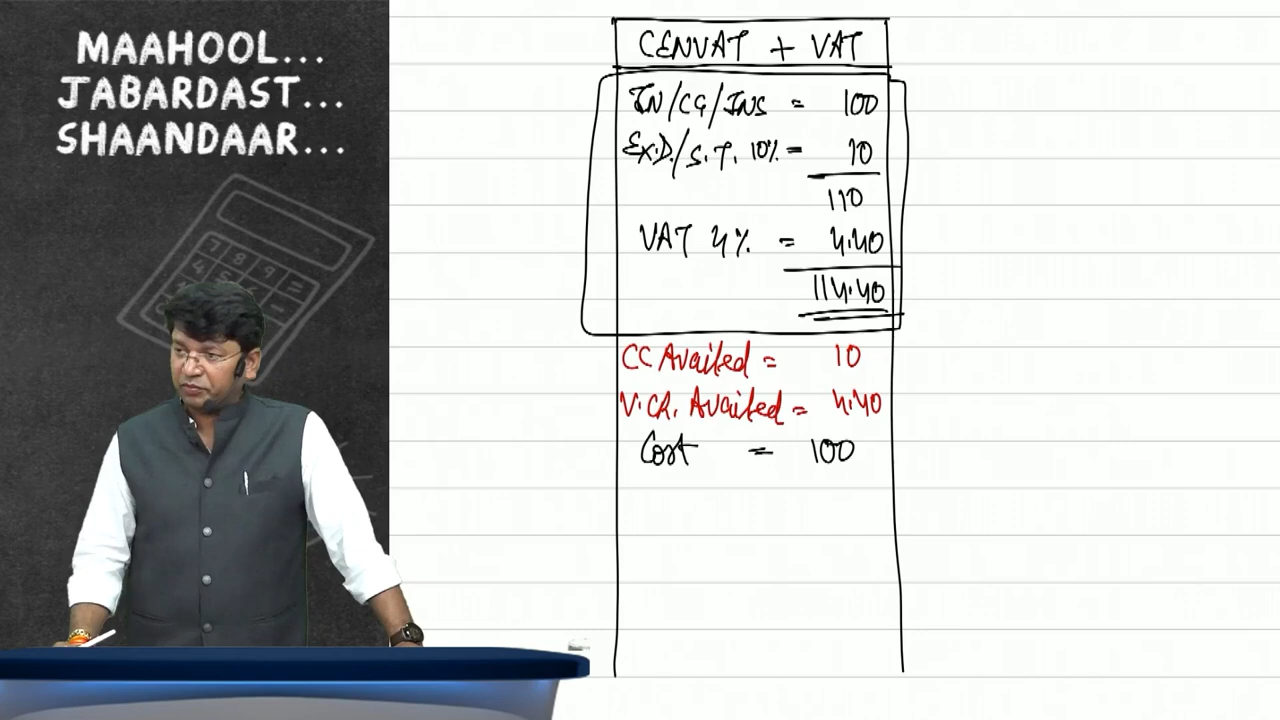 MAAHOOL...
JABARDAST...
SHAANDAAR...
CENVAT + VAT
IN/CG/INS = 100
EX.D./S.T. 10% = 10
110
VAT 4% = 4.40
114.40
CC Availed = 10
V.CR. Availed = 4.40
Cost = 100